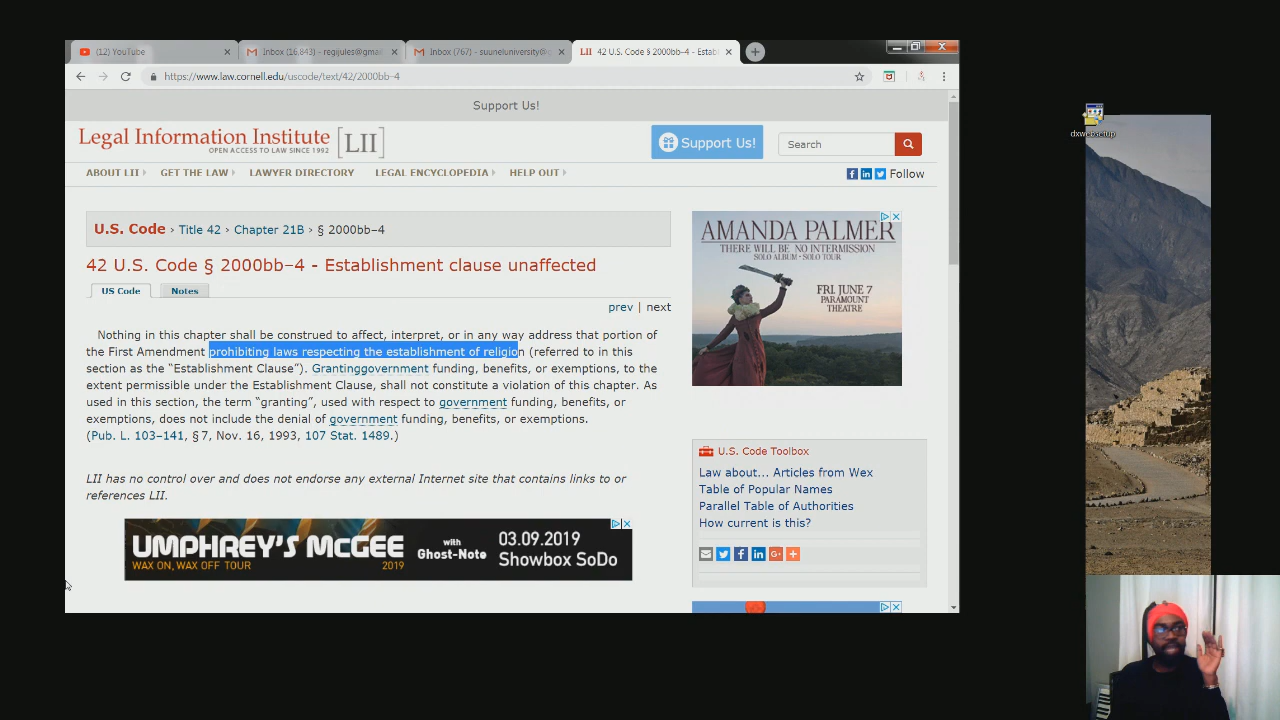 (12) YouTube
Inbox (16,843) - regijules@gmai
Inbox (767) - suuneluniversity@g
LII 42 U.S. Code § 2000bb–4 - Estab
https://www.law.cornell.edu/uscode/text/42/2000bb-4
Support Us!
Legal Information Institute [LII]
OPEN ACCESS TO LAW SINCE 1992
Support Us!
Search
ABOUT LII GET THE LAW LAWYER DIRECTORY LEGAL ENCYCLOPEDIA HELP OUT
Follow
U.S. Code › Title 42 › Chapter 21B › § 2000bb–4
42 U.S. Code § 2000bb–4 - Establishment clause unaffected
US Code Notes
prev | next
Nothing in this chapter shall be construed to affect, interpret, or in any way address that portion of
the First Amendment prohibiting laws respecting the establishment of religion (referred to in this
section as the “Establishment Clause”). Grantinggovernment funding, benefits, or exemptions, to the
extent permissible under the Establishment Clause, shall not constitute a violation of this chapter. As
used in this section, the term “granting”, used with respect to government funding, benefits, or
exemptions, does not include the denial of government funding, benefits, or exemptions.
(Pub. L. 103–141, § 7, Nov. 16, 1993, 107 Stat. 1489.)
LII has no control over and does not endorse any external Internet site that contains links to or
references LII.
UMPHREY'S McGEE
WAX ON, WAX OFF TOUR 2019
with
Ghost-Note
03.09.2019
Showbox SoDo
AMANDA PALMER
THERE WILL BE NO INTERMISSION
SOLO ALBUM · SOLO TOUR
FRI. JUNE 7
PARAMOUNT
THEATRE
U.S. Code Toolbox
Law about... Articles from Wex
Table of Popular Names
Parallel Table of Authorities
How current is this?
dxwebsetup